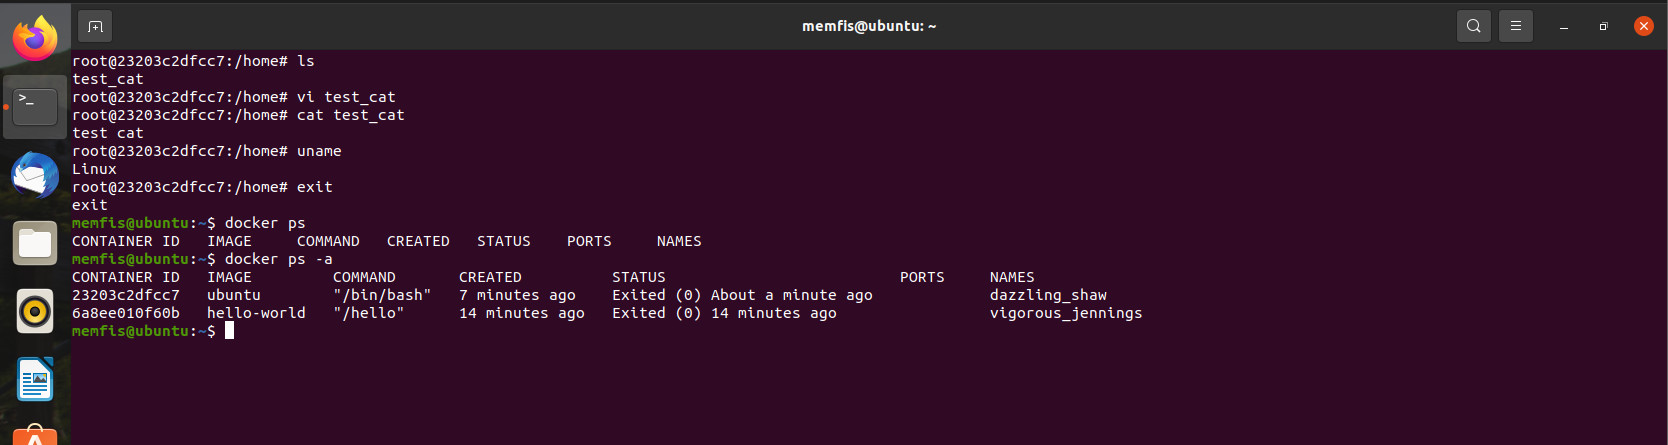 memfis@ubuntu: ~
root@23203c2dfcc7:/home# ls
test_cat
root@23203c2dfcc7:/home# vi test_cat
root@23203c2dfcc7:/home# cat test_cat
test cat
root@23203c2dfcc7:/home# uname
Linux
root@23203c2dfcc7:/home# exit
exit
memfis@ubuntu:~$ docker ps
CONTAINER ID   IMAGE     COMMAND   CREATED   STATUS    PORTS     NAMES
memfis@ubuntu:~$ docker ps -a
CONTAINER ID   IMAGE         COMMAND       CREATED          STATUS                          PORTS     NAMES
23203c2dfcc7   ubuntu        "/bin/bash"   7 minutes ago    Exited (0) About a minute ago             dazzling_shaw
6a8ee010f60b   hello-world   "/hello"      14 minutes ago   Exited (0) 14 minutes ago                 vigorous_jennings
memfis@ubuntu:~$